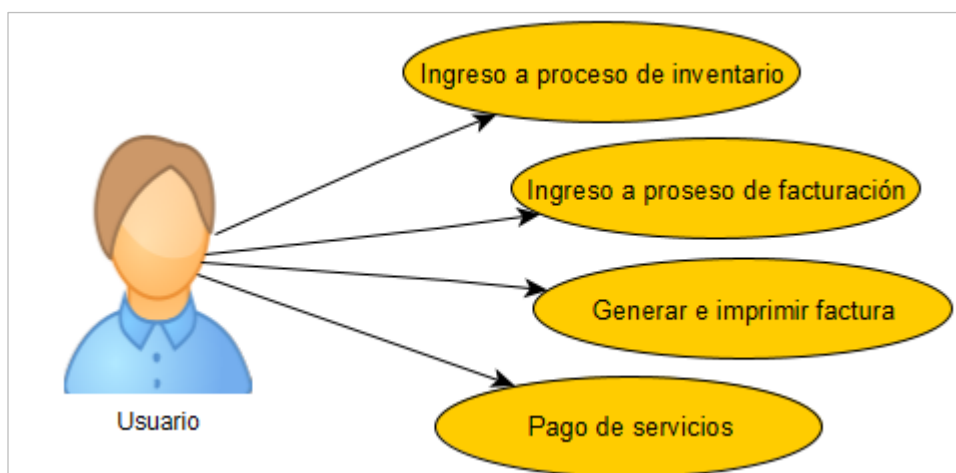 Ingreso a proceso de inventario
Ingreso a proseso de facturación
Generar e imprimir factura
Pago de servicios
Usuario